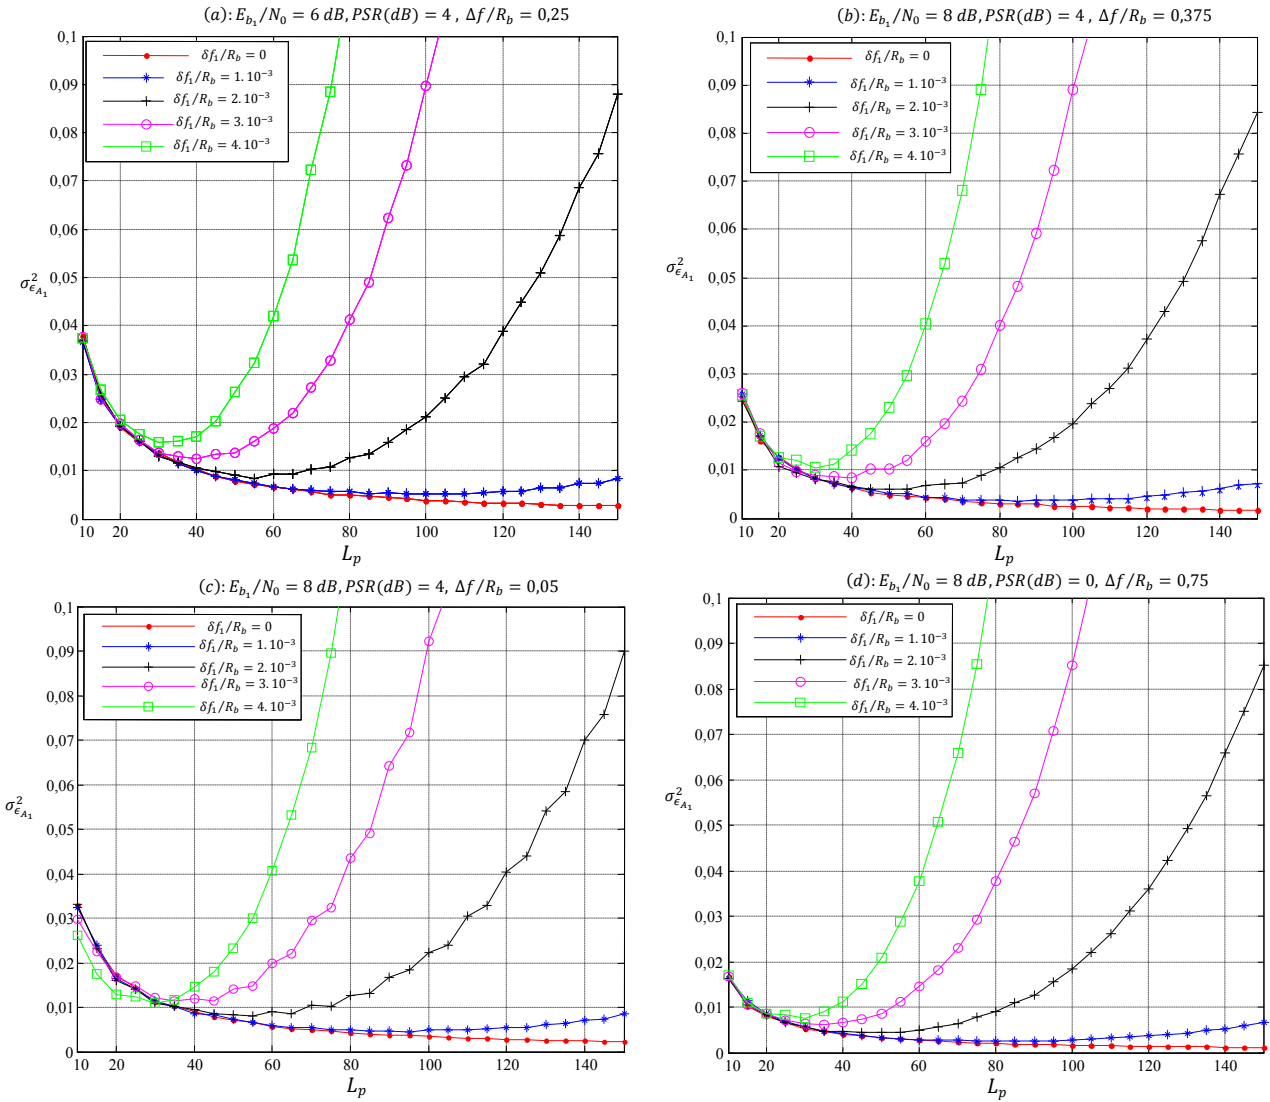 (a): E_{b_1}/N_0 = 6 dB, PSR(dB) = 4 , Δf/R_b = 0,25
0,1
0,09
0,08
0,07
0,06
0,05
0,04
0,03
0,02
0,01
0
σ²_{ϵ_{A_1}}
δf_1/R_b = 0
δf_1/R_b = 1.10^{-3}
δf_1/R_b = 2.10^{-3}
δf_1/R_b = 3.10^{-3}
δf_1/R_b = 4.10^{-3}
10 20 40 60 80 100 120 140
L_p
(b): E_{b_1}/N_0 = 8 dB, PSR(dB) = 4 , Δf/R_b = 0,375
0,1
0,09
0,08
0,07
0,06
0,05
0,04
0,03
0,02
0,01
0
σ²_{ϵ_{A_1}}
δf_1/R_b = 0
δf_1/R_b = 1.10^{-3}
δf_1/R_b = 2.10^{-3}
δf_1/R_b = 3.10^{-3}
δf_1/R_b = 4.10^{-3}
10 20 40 60 80 100 120 140
L_p
(c): E_{b_1}/N_0 = 8 dB, PSR(dB) = 4, Δf/R_b = 0,05
0,1
0,09
0,08
0,07
0,06
0,05
0,04
0,03
0,02
0,01
0
σ²_{ϵ_{A_1}}
δf_1/R_b = 0
δf_1/R_b = 1.10^{-3}
δf_1/R_b = 2.10^{-3}
δf_1/R_b = 3.10^{-3}
δf_1/R_b = 4.10^{-3}
10 20 40 60 80 100 120 140
L_p
(d): E_{b_1}/N_0 = 8 dB, PSR(dB) = 0, Δf/R_b = 0,75
0,1
0,09
0,08
0,07
0,06
0,05
0,04
0,03
0,02
0,01
0
σ²_{ϵ_{A_1}}
δf_1/R_b = 0
δf_1/R_b = 1.10^{-3}
δf_1/R_b = 2.10^{-3}
δf_1/R_b = 3.10^{-3}
δf_1/R_b = 4.10^{-3}
10 20 40 60 80 100 120 140
L_p